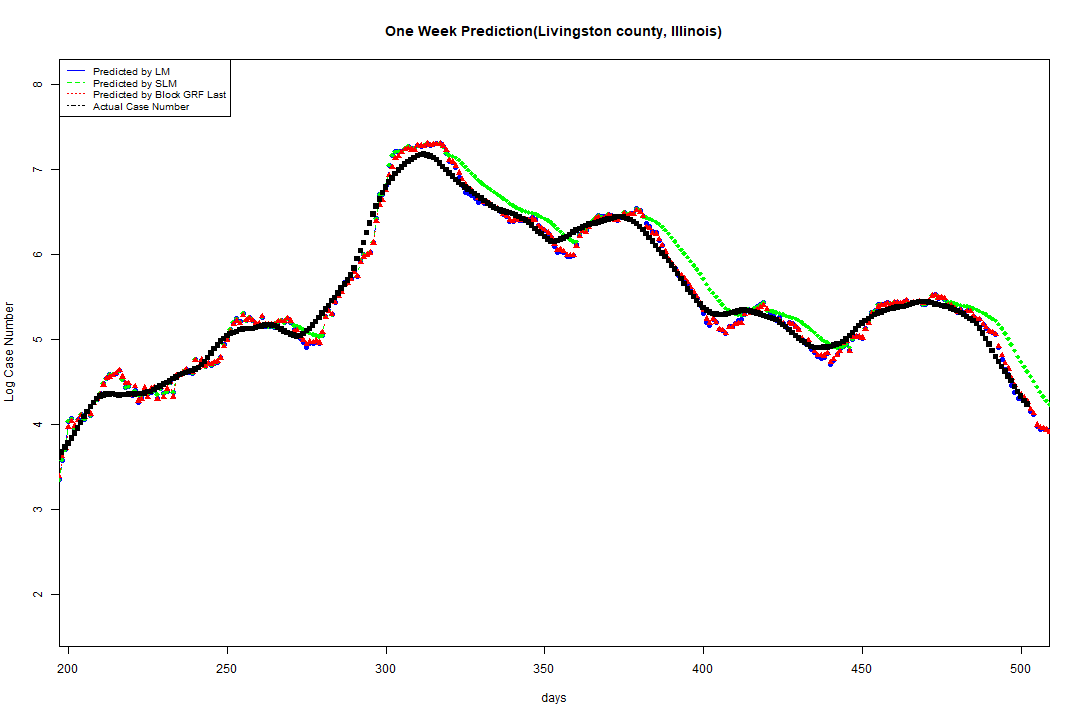 One Week Prediction(Livingston county, Illinois)
Predicted by LM
Predicted by SLM
Predicted by Block GRF Last
Actual Case Number
8
7
6
5
4
3
2
Log Case Number
200 250 300 350 400 450 500
days